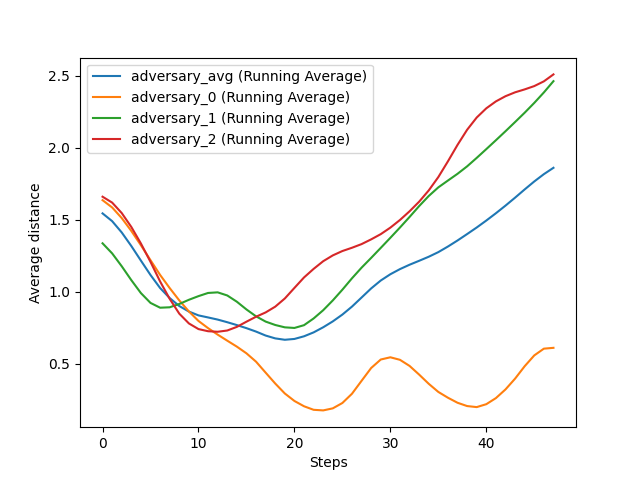 adversary_avg (Running Average)
adversary_0 (Running Average)
adversary_1 (Running Average)
adversary_2 (Running Average)
Average distance
2.5
2.0
1.5
1.0
0.5
0 10 20 30 40
Steps